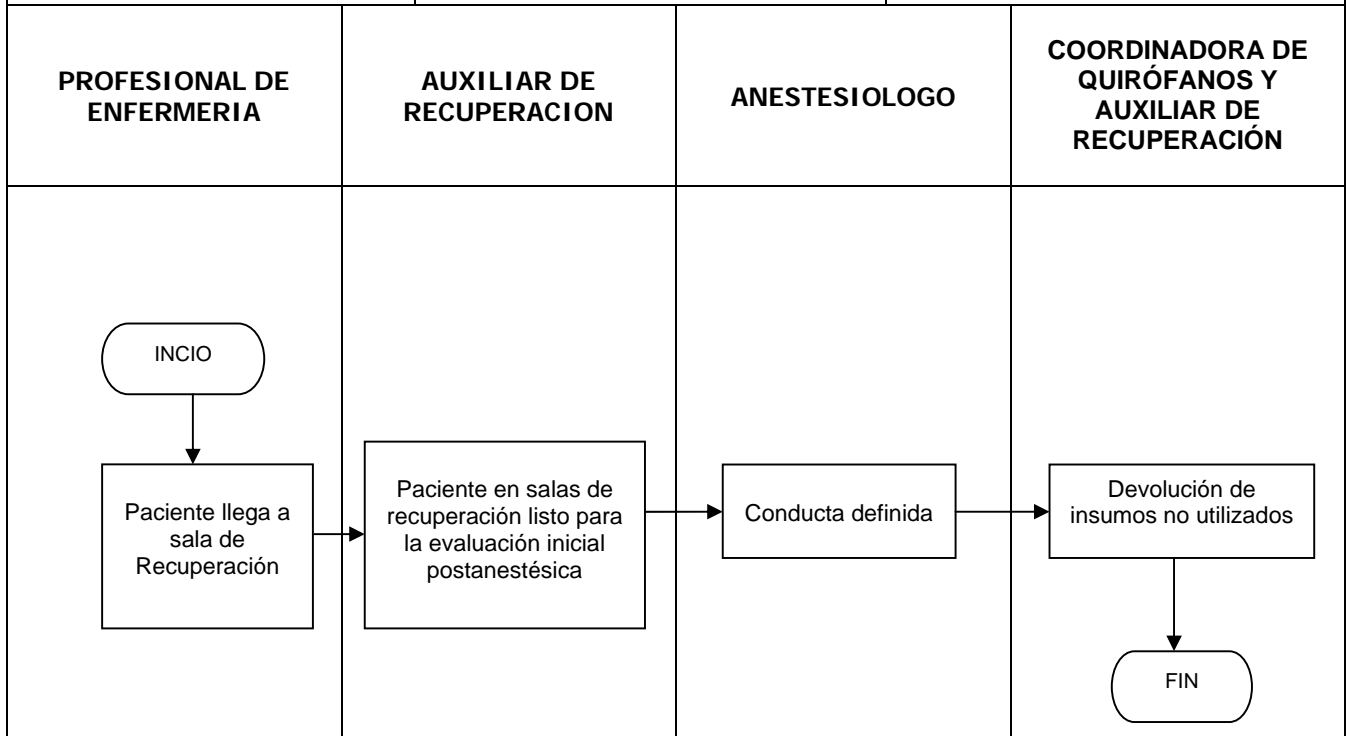 PROFESIONAL DE
ENFERMERIA
AUXILIAR DE
RECUPERACION
ANESTESIOLOGO
COORDINADORA DE
QUIRÓFANOS Y
AUXILIAR DE
RECUPERACIÓN
INCIO
Paciente llega a
sala de
Recuperación
Paciente en salas de
recuperación listo para
la evaluación inicial
postanestésica
Conducta definida
Devolución de
insumos no utilizados
FIN